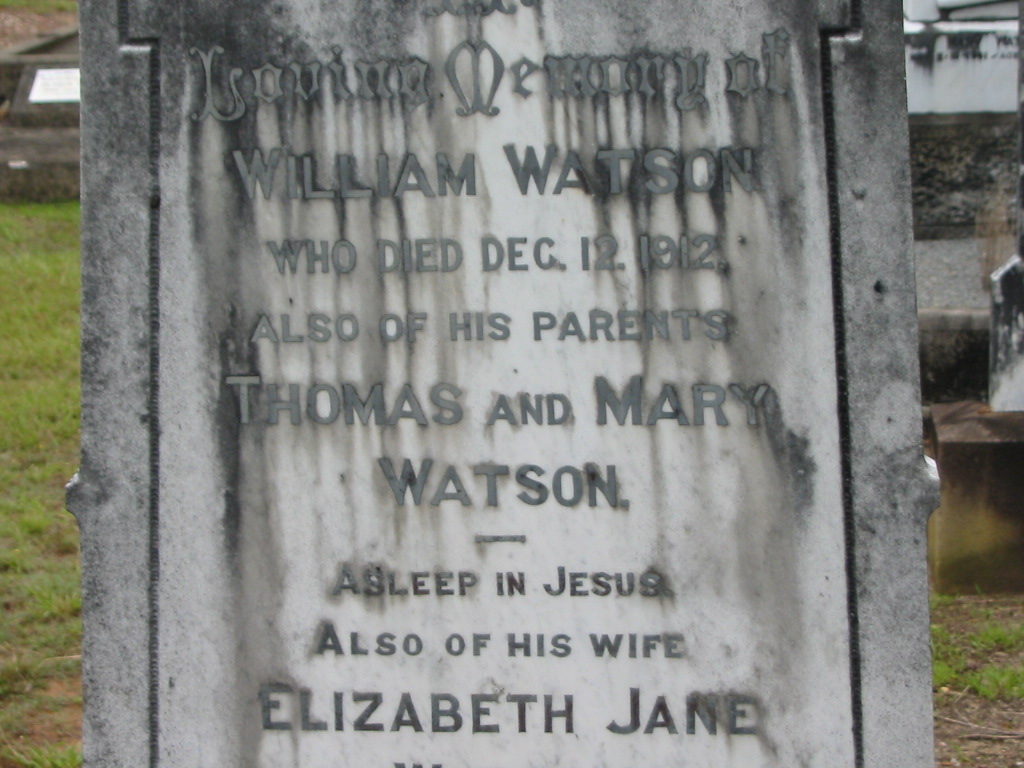 Loving Memory of
WILLIAM WATSON
WHO DIED DEC. 12. 1912.
ALSO OF HIS PARENTS
THOMAS AND MARY
WATSON.
ASLEEP IN JESUS.
ALSO OF HIS WIFE
ELIZABETH JANE